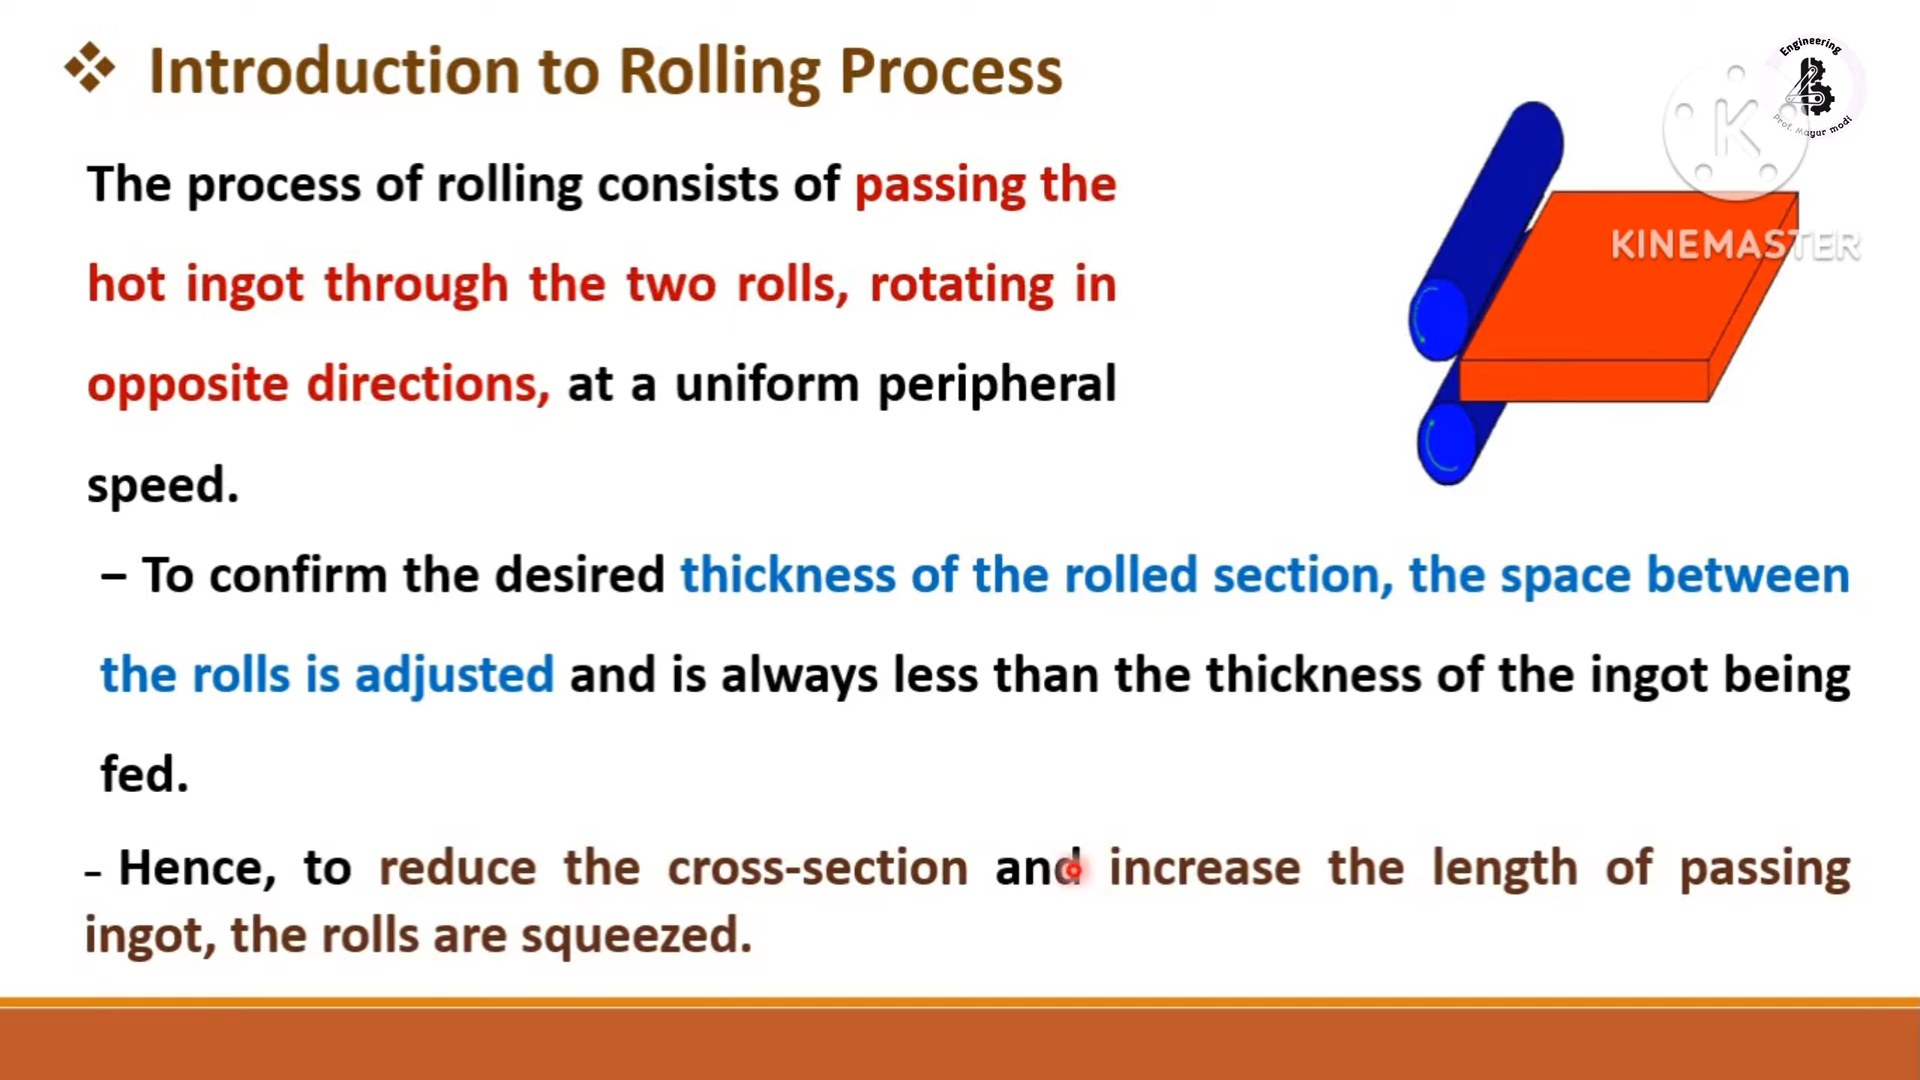 ❖ Introduction to Rolling Process
The process of rolling consists of passing the
hot ingot through the two rolls, rotating in
opposite directions, at a uniform peripheral
speed.
– To confirm the desired thickness of the rolled section, the space between
the rolls is adjusted and is always less than the thickness of the ingot being
fed.
- Hence, to reduce the cross-section and increase the length of passing
ingot, the rolls are squeezed.
Engineering
Prof. Mayur modi
K
KINEMASTER